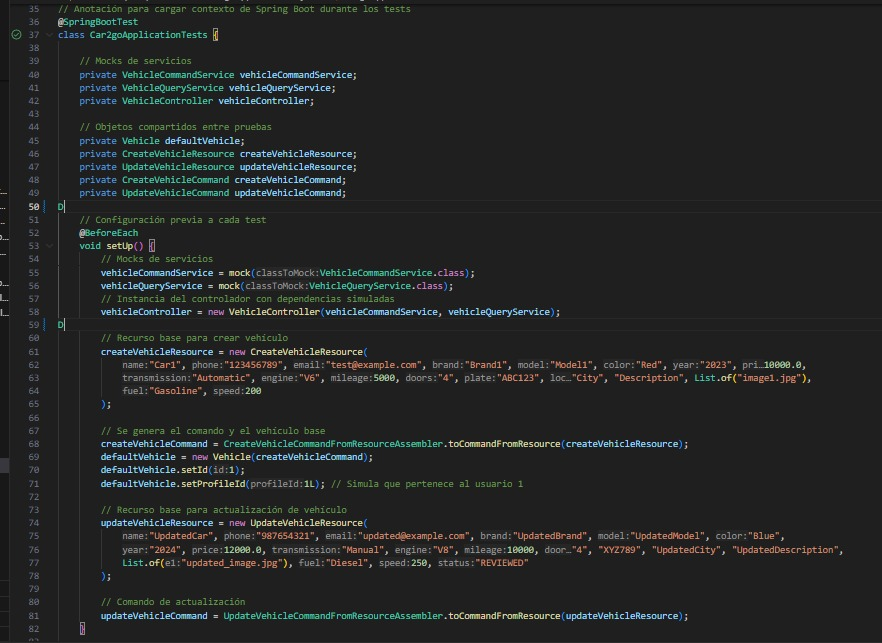 35 // Anotación para cargar contexto de Spring Boot durante los tests
36 @SpringBootTest
37 class Car2goApplicationTests {
38
39 // Mocks de servicios
40 private VehicleCommandService vehicleCommandService;
41 private VehicleQueryService vehicleQueryService;
42 private VehicleController vehicleController;
43
44 // Objetos compartidos entre pruebas
45 private Vehicle defaultVehicle;
46 private CreateVehicleResource createVehicleResource;
47 private UpdateVehicleResource updateVehicleResource;
48 private CreateVehicleCommand createVehicleCommand;
49 private UpdateVehicleCommand updateVehicleCommand;
50 D
51 // Configuración previa a cada test
52 @BeforeEach
53 void setUp() {
54 // Mocks de servicios
55 vehicleCommandService = mock(classToMock:VehicleCommandService.class);
56 vehicleQueryService = mock(classToMock:VehicleQueryService.class);
57 // Instancia del controlador con dependencias simuladas
58 vehicleController = new VehicleController(vehicleCommandService, vehicleQueryService);
59 D
60 // Recurso base para crear vehículo
61 createVehicleResource = new CreateVehicleResource(
62 name:"Car1", phone:"123456789", email:"test@example.com", brand:"Brand1", model:"Model1", color:"Red", year:"2023", pri…10000.0,
63 transmission:"Automatic", engine:"V6", mileage:5000, doors:"4", plate:"ABC123", loc…"City", "Description", List.of("image1.jpg"),
64 fuel:"Gasoline", speed:200
65 );
66
67 // Se genera el comando y el vehículo base
68 createVehicleCommand = CreateVehicleCommandFromResourceAssembler.toCommandFromResource(createVehicleResource);
69 defaultVehicle = new Vehicle(createVehicleCommand);
70 defaultVehicle.setId(id:1);
71 defaultVehicle.setProfileId(profileId:1L); // Simula que pertenece al usuario 1
72
73 // Recurso base para actualización de vehículo
74 updateVehicleResource = new UpdateVehicleResource(
75 name:"UpdatedCar", phone:"987654321", email:"updated@example.com", brand:"UpdatedBrand", model:"UpdatedModel", color:"Blue",
76 year:"2024", price:12000.0, transmission:"Manual", engine:"V8", mileage:10000, door…"4", "XYZ789", "UpdatedCity", "UpdatedDescription",
77 List.of(e1:"updated_image.jpg"), fuel:"Diesel", speed:250, status:"REVIEWED"
78 );
79
80 // Comando de actualización
81 updateVehicleCommand = UpdateVehicleCommandFromResourceAssembler.toCommandFromResource(updateVehicleResource);
82 }